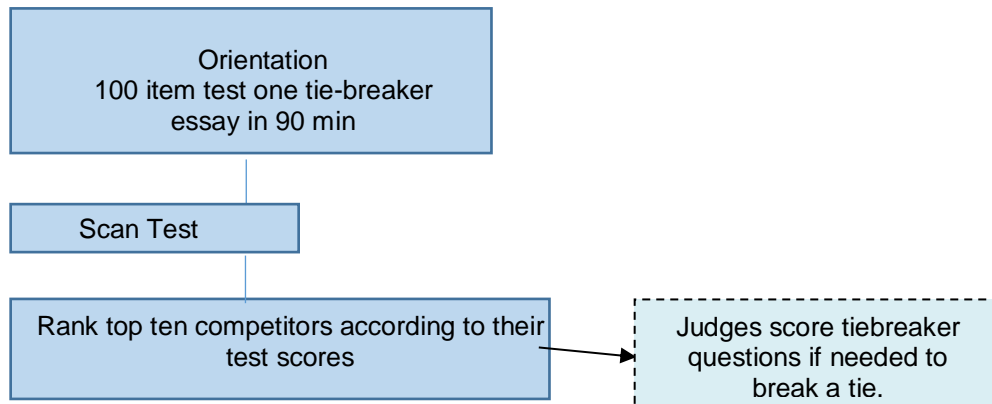 Orientation
100 item test one tie-breaker
essay in 90 min
Scan Test
Rank top ten competitors according to their
test scores
Judges score tiebreaker
questions if needed to
break a tie.